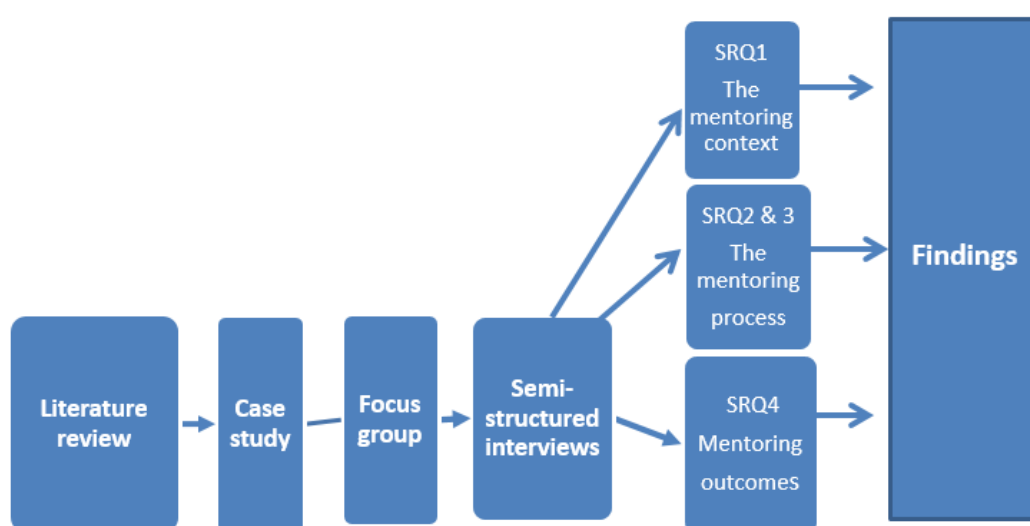 Literature
review
Case
study
Focus
group
Semi-
structured
interviews
SRQ1
The
mentoring
context
SRQ2 & 3
The
mentoring
process
SRQ4
Mentoring
outcomes
Findings